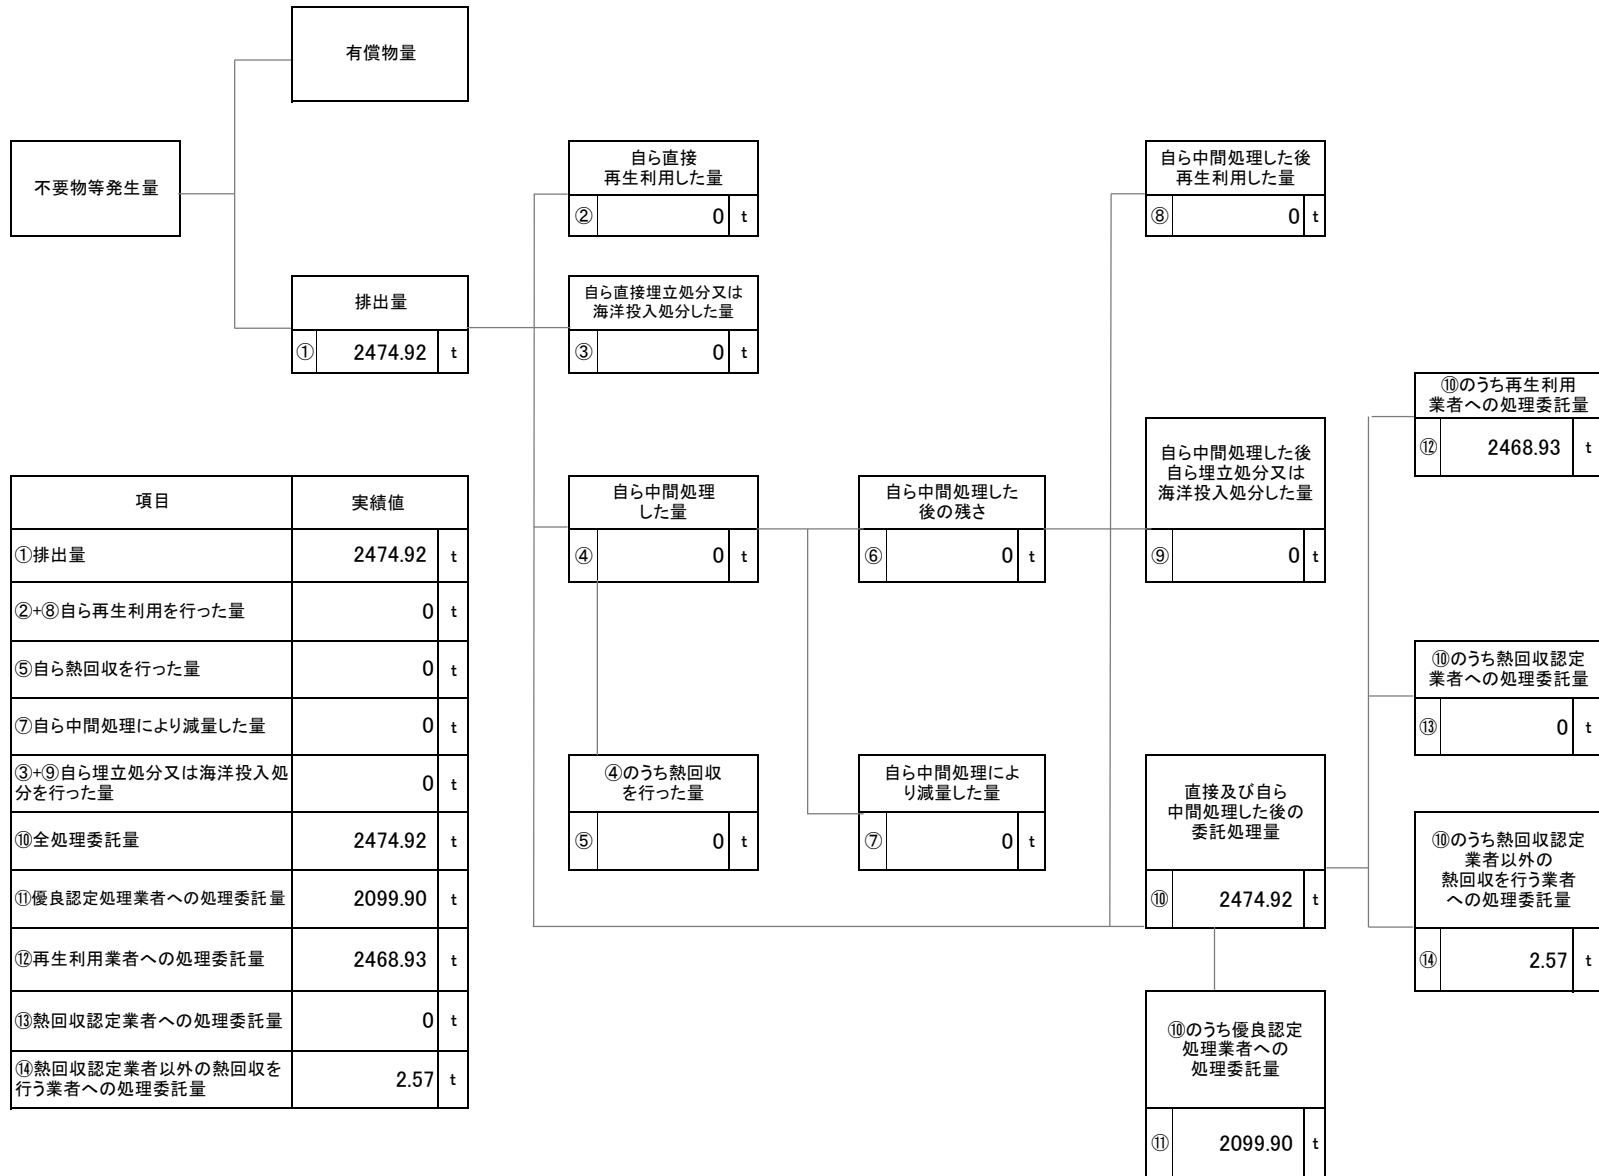 有償物量
不要物等発生量
排出量
① 2474.92 t
自ら直接
再生利用した量
② 0 t
自ら直接埋立処分又は
海洋投入処分した量
③ 0 t
自ら中間処理
した量
④ 0 t
④のうち熱回収
を行った量
⑤ 0 t
自ら中間処理した
後の残さ
⑥ 0 t
自ら中間処理によ
り減量した量
⑦ 0 t
自ら中間処理した後
再生利用した量
⑧ 0 t
自ら中間処理した後
自ら埋立処分又は
海洋投入処分した量
⑨ 0 t
直接及び自ら
中間処理した後の
委託処理量
⑩ 2474.92 t
⑩のうち優良認定
処理業者への
処理委託量
⑪ 2099.90 t
⑩のうち再生利用
業者への処理委託量
⑫ 2468.93 t
⑩のうち熱回収認定
業者への処理委託量
⑬ 0 t
⑩のうち熱回収認定
業者以外の
熱回収を行う業者
への処理委託量
⑭ 2.57 t
項目 実績値
①排出量 2474.92 t
②+⑧自ら再生利用を行った量 0 t
⑤自ら熱回収を行った量 0 t
⑦自ら中間処理により減量した量 0 t
③+⑨自ら埋立処分又は海洋投入処
分を行った量 0 t
⑩全処理委託量 2474.92 t
⑪優良認定処理業者への処理委託量 2099.90 t
⑫再生利用業者への処理委託量 2468.93 t
⑬熱回収認定業者への処理委託量 0 t
⑭熱回収認定業者以外の熱回収を
行う業者への処理委託量 2.57 t